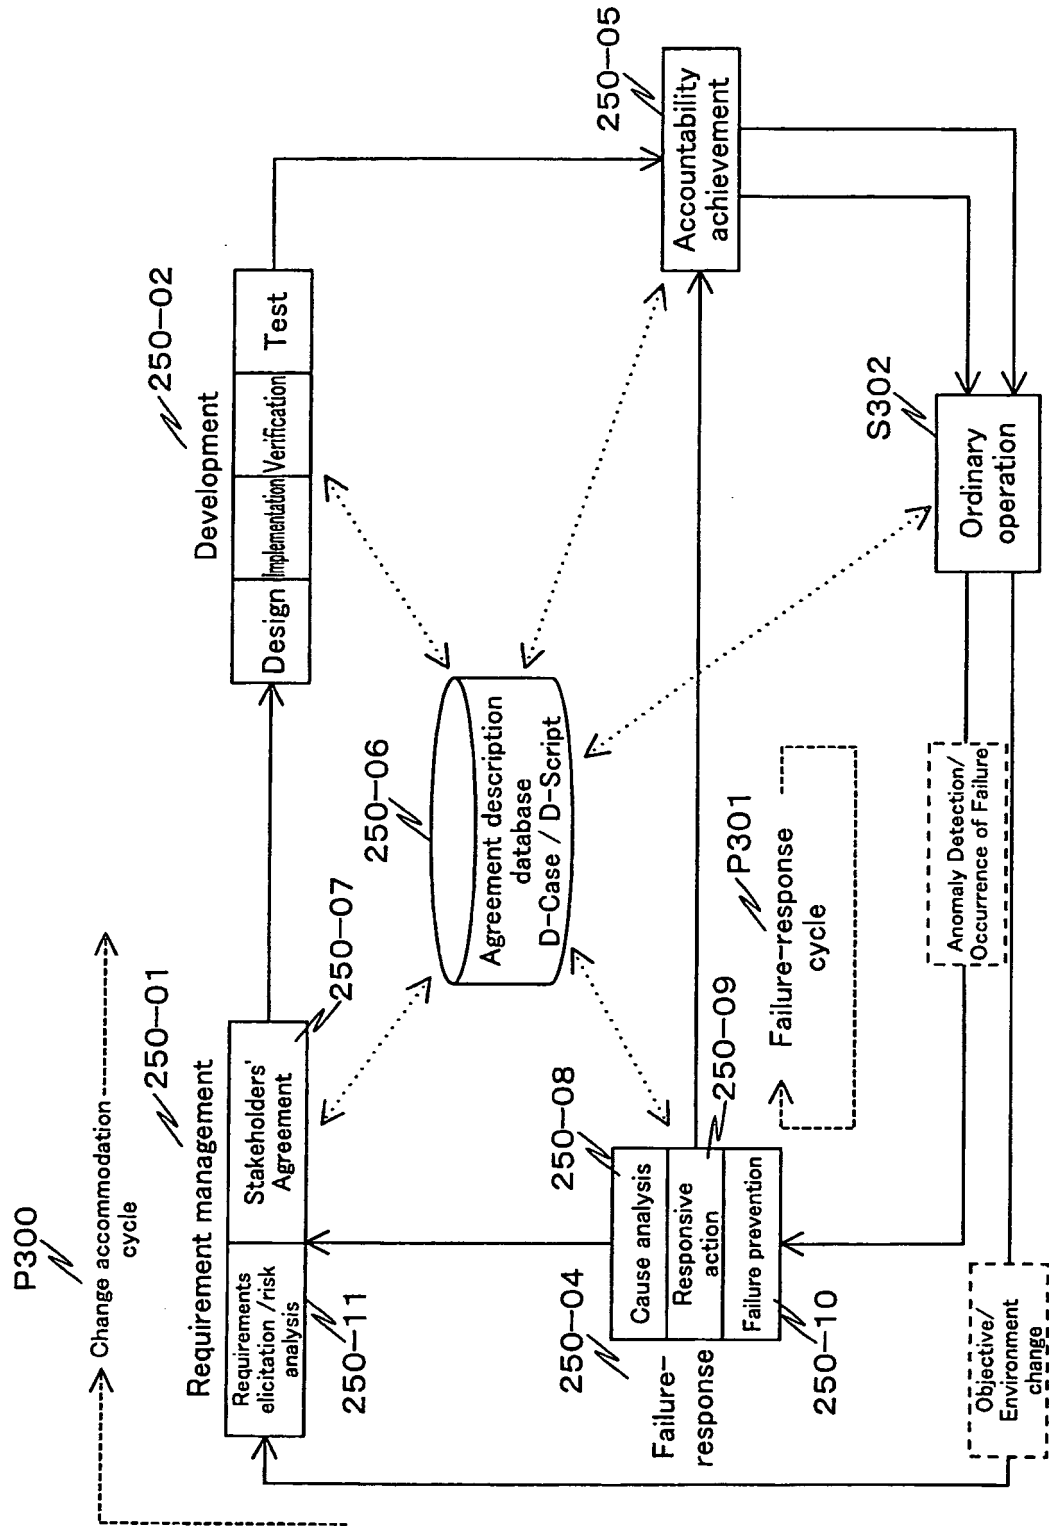 P300
Change accommodation
cycle
Requirement management
250-01
Requirements
elicitation /risk
analysis
Stakeholders'
Agreement
250-11
250-07
Development
250-02
Design
Implementation
Verification
Test
250-06
Agreement description
database
D-Case / D-Script
250-05
Accountability
achievement
250-04
Failure-
response
250-08
Cause analysis
Responsive
action
Failure prevention
250-09
250-10
P301
Failure-response
cycle
S302
Ordinary
operation
Anomaly Detection/
Occurrence of Failure
Objective/
Environment
change